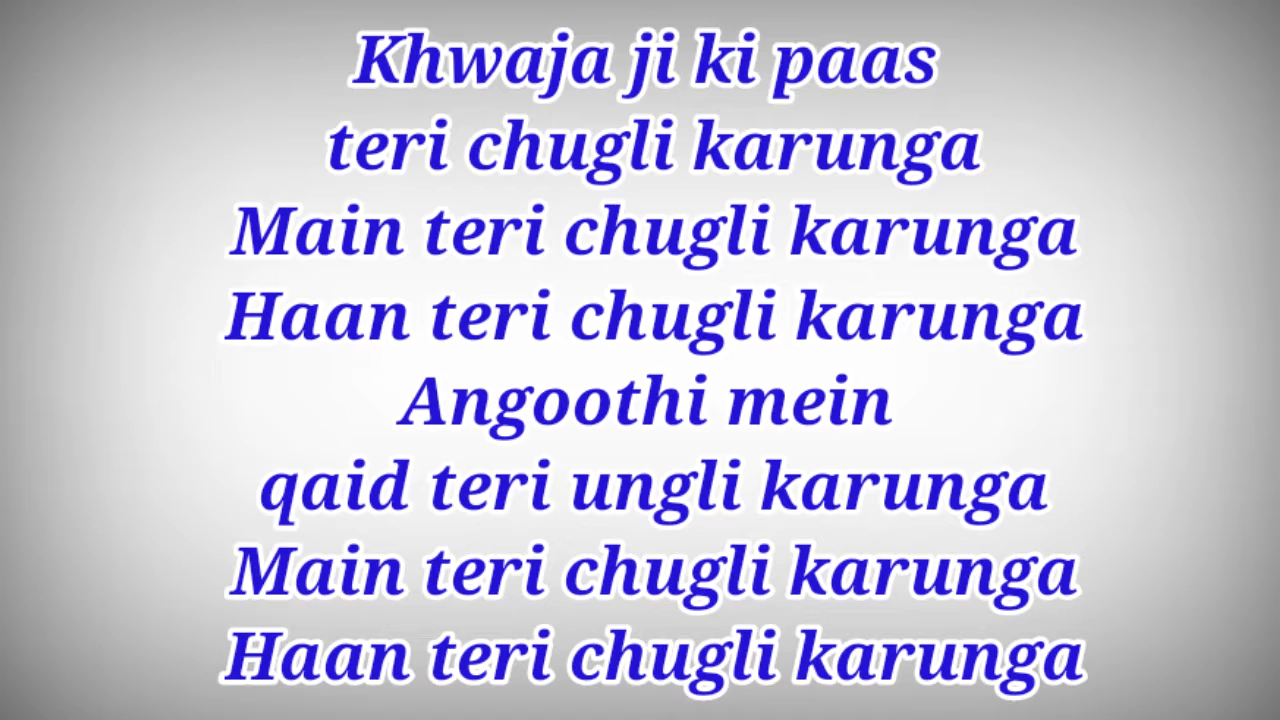 Khwaja ji ki paas
teri chugli karunga
Main teri chugli karunga
Haan teri chugli karunga
Angoothi mein
qaid teri ungli karunga
Main teri chugli karunga
Haan teri chugli karunga